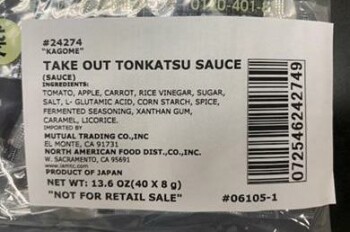 #24274
"KAGOME"
TAKE OUT TONKATSU SAUCE
(SAUCE)
INGREDIENTS:
TOMATO, APPLE, CARROT, RICE VINEGAR, SUGAR,
SALT, L- GLUTAMIC ACID, CORN STARCH, SPICE,
FERMENTED SEASONING, XANTHAN GUM,
CARAMEL, LICORICE.
IMPORTED BY
MUTUAL TRADING CO.,INC
EL MONTE, CA 91731
NORTH AMERICAN FOOD DIST.,CO.,INC.
W. SACRAMENTO, CA 95691
PRODUCT OF JAPAN
NET WT: 13.6 OZ(40 X 8 g)
"NOT FOR RETAIL SALE"
#06105-1
072546242749